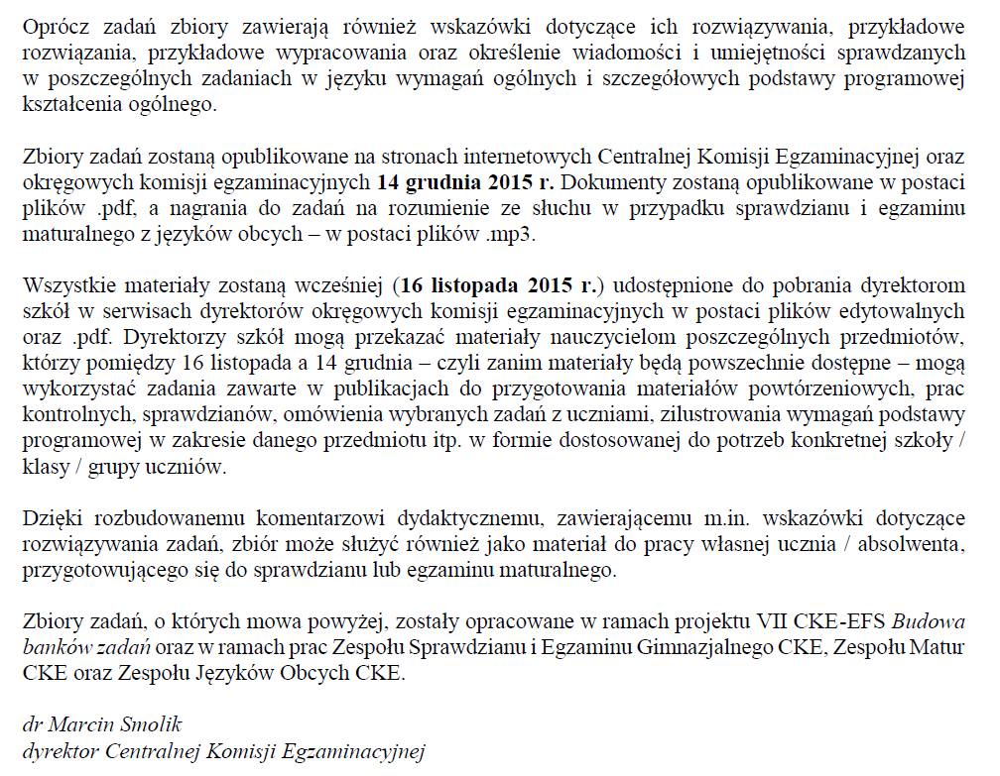 Oprócz zadań zbiory zawierają również wskazówki dotyczące ich rozwiązywania, przykładowe
rozwiązania, przykładowe wypracowania oraz określenie wiadomości i umiejętności sprawdzanych
w poszczególnych zadaniach w języku wymagań ogólnych i szczegółowych podstawy programowej
kształcenia ogólnego.

Zbiory zadań zostaną opublikowane na stronach internetowych Centralnej Komisji Egzaminacyjnej oraz
okręgowych komisji egzaminacyjnych 14 grudnia 2015 r. Dokumenty zostaną opublikowane w postaci
plików .pdf, a nagrania do zadań na rozumienie ze słuchu w przypadku sprawdzianu i egzaminu
maturalnego z języków obcych – w postaci plików .mp3.

Wszystkie materiały zostaną wcześniej (16 listopada 2015 r.) udostępnione do pobrania dyrektorom
szkół w serwisach dyrektorów okręgowych komisji egzaminacyjnych w postaci plików edytowalnych
oraz .pdf. Dyrektorzy szkół mogą przekazać materiały nauczycielom poszczególnych przedmiotów,
którzy pomiędzy 16 listopada a 14 grudnia – czyli zanim materiały będą powszechnie dostępne – mogą
wykorzystać zadania zawarte w publikacjach do przygotowania materiałów powtórzeniowych, prac
kontrolnych, sprawdzianów, omówienia wybranych zadań z uczniami, zilustrowania wymagań podstawy
programowej w zakresie danego przedmiotu itp. w formie dostosowanej do potrzeb konkretnej szkoły /
klasy / grupy uczniów.

Dzięki rozbudowanemu komentarzowi dydaktycznemu, zawierającemu m.in. wskazówki dotyczące
rozwiązywania zadań, zbiór może służyć również jako materiał do pracy własnej ucznia / absolwenta,
przygotowującego się do sprawdzianu lub egzaminu maturalnego.

Zbiory zadań, o których mowa powyżej, zostały opracowane w ramach projektu VII CKE-EFS Budowa
banków zadań oraz w ramach prac Zespołu Sprawdzianu i Egzaminu Gimnazjalnego CKE, Zespołu Matur
CKE oraz Zespołu Języków Obcych CKE.

dr Marcin Smolik
dyrektor Centralnej Komisji Egzaminacyjnej